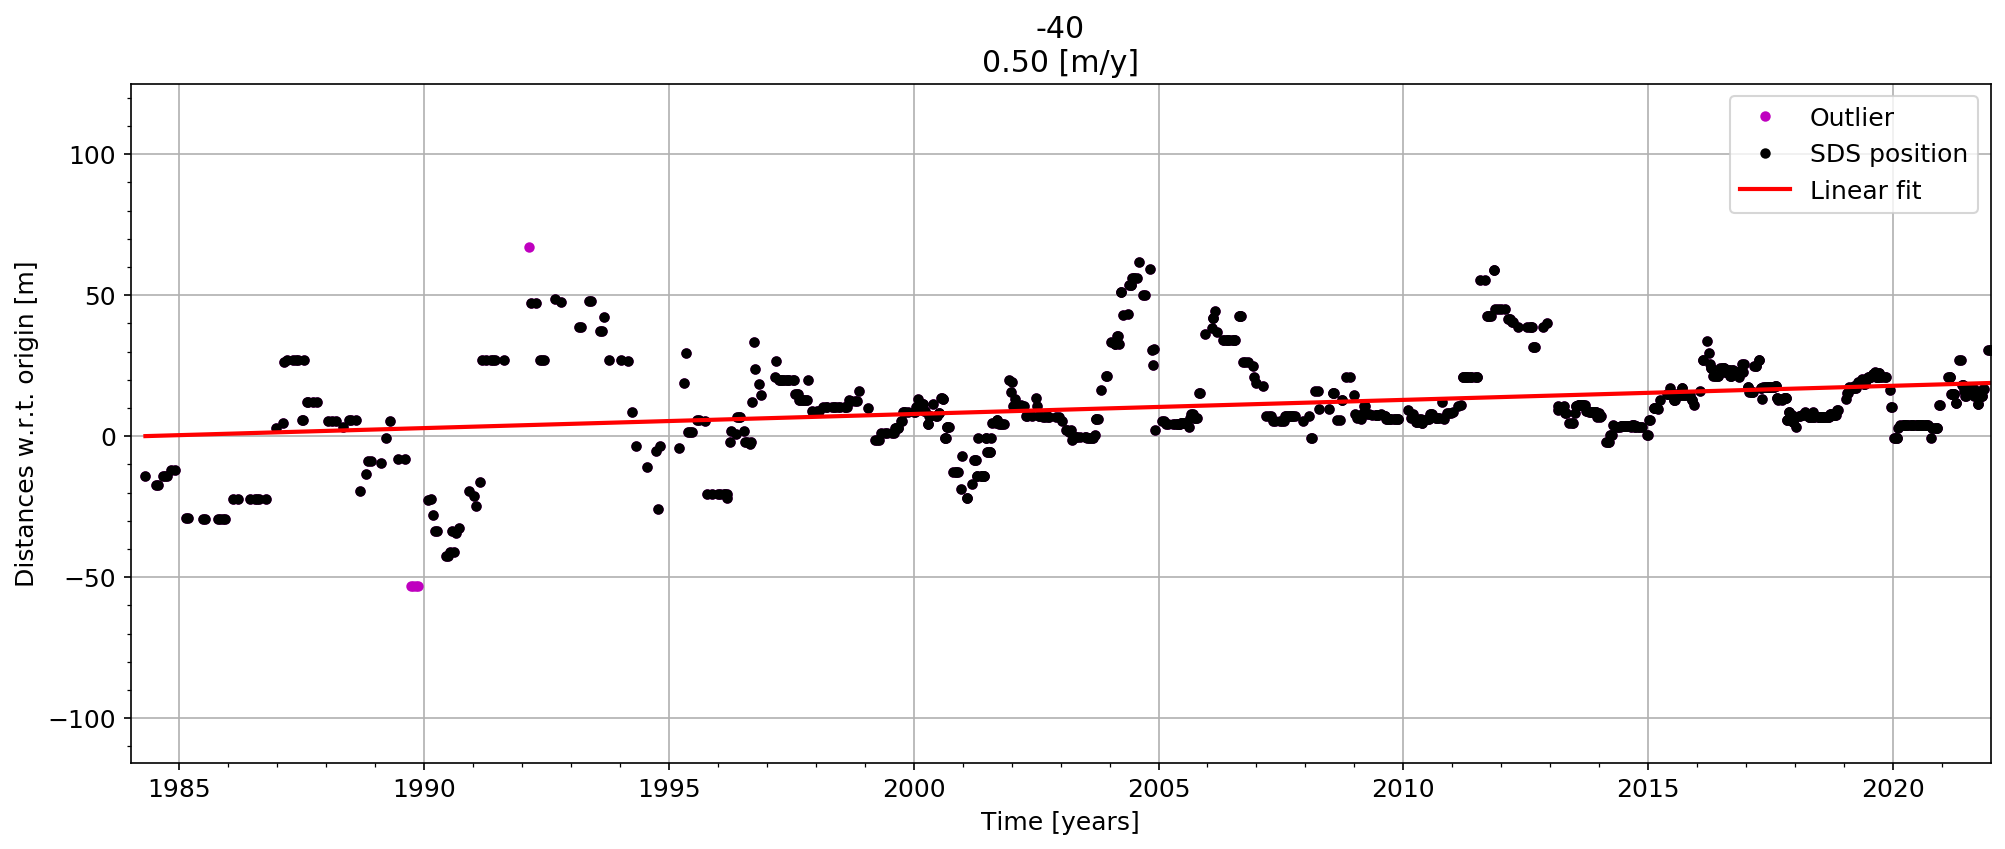 -40
0.50 [m/y]
Outlier
SDS position
Linear fit
Distances w.r.t. origin [m]
100
50
0
−50
−100
1985 1990 1995 2000 2005 2010 2015 2020
Time [years]